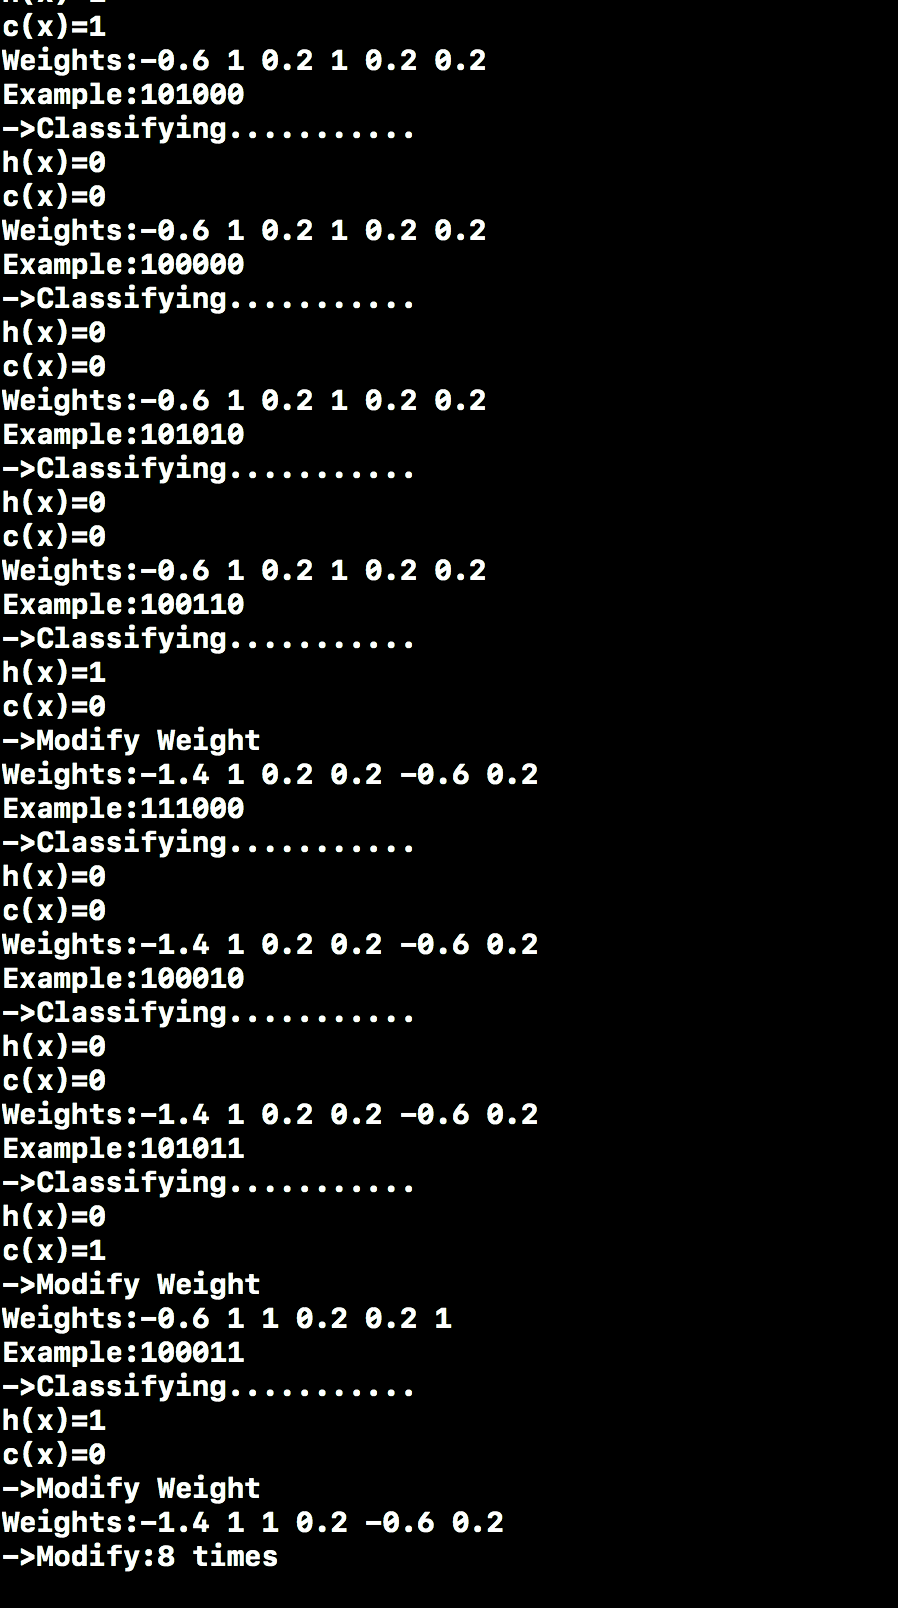 c(x)=1
Weights:-0.6 1 0.2 1 0.2 0.2
Example:101000
->Classifying...........
h(x)=0
c(x)=0
Weights:-0.6 1 0.2 1 0.2 0.2
Example:100000
->Classifying...........
h(x)=0
c(x)=0
Weights:-0.6 1 0.2 1 0.2 0.2
Example:101010
->Classifying...........
h(x)=0
c(x)=0
Weights:-0.6 1 0.2 1 0.2 0.2
Example:100110
->Classifying...........
h(x)=1
c(x)=0
->Modify Weight
Weights:-1.4 1 0.2 0.2 -0.6 0.2
Example:111000
->Classifying...........
h(x)=0
c(x)=0
Weights:-1.4 1 0.2 0.2 -0.6 0.2
Example:100010
->Classifying...........
h(x)=0
c(x)=0
Weights:-1.4 1 0.2 0.2 -0.6 0.2
Example:101011
->Classifying...........
h(x)=0
c(x)=1
->Modify Weight
Weights:-0.6 1 1 0.2 0.2 1
Example:100011
->Classifying...........
h(x)=1
c(x)=0
->Modify Weight
Weights:-1.4 1 1 0.2 -0.6 0.2
->Modify:8 times